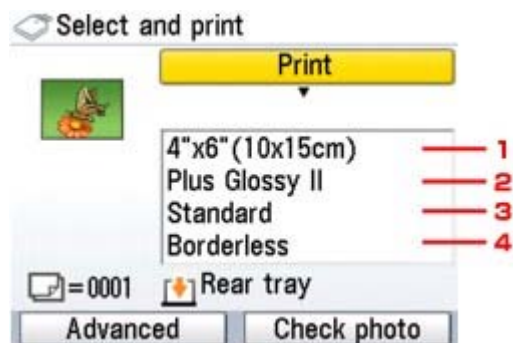 Select and print
Print
4"x6"(10x15cm) 1
Plus Glossy II 2
Standard 3
Borderless 4
=0001 Rear tray
Advanced Check photo